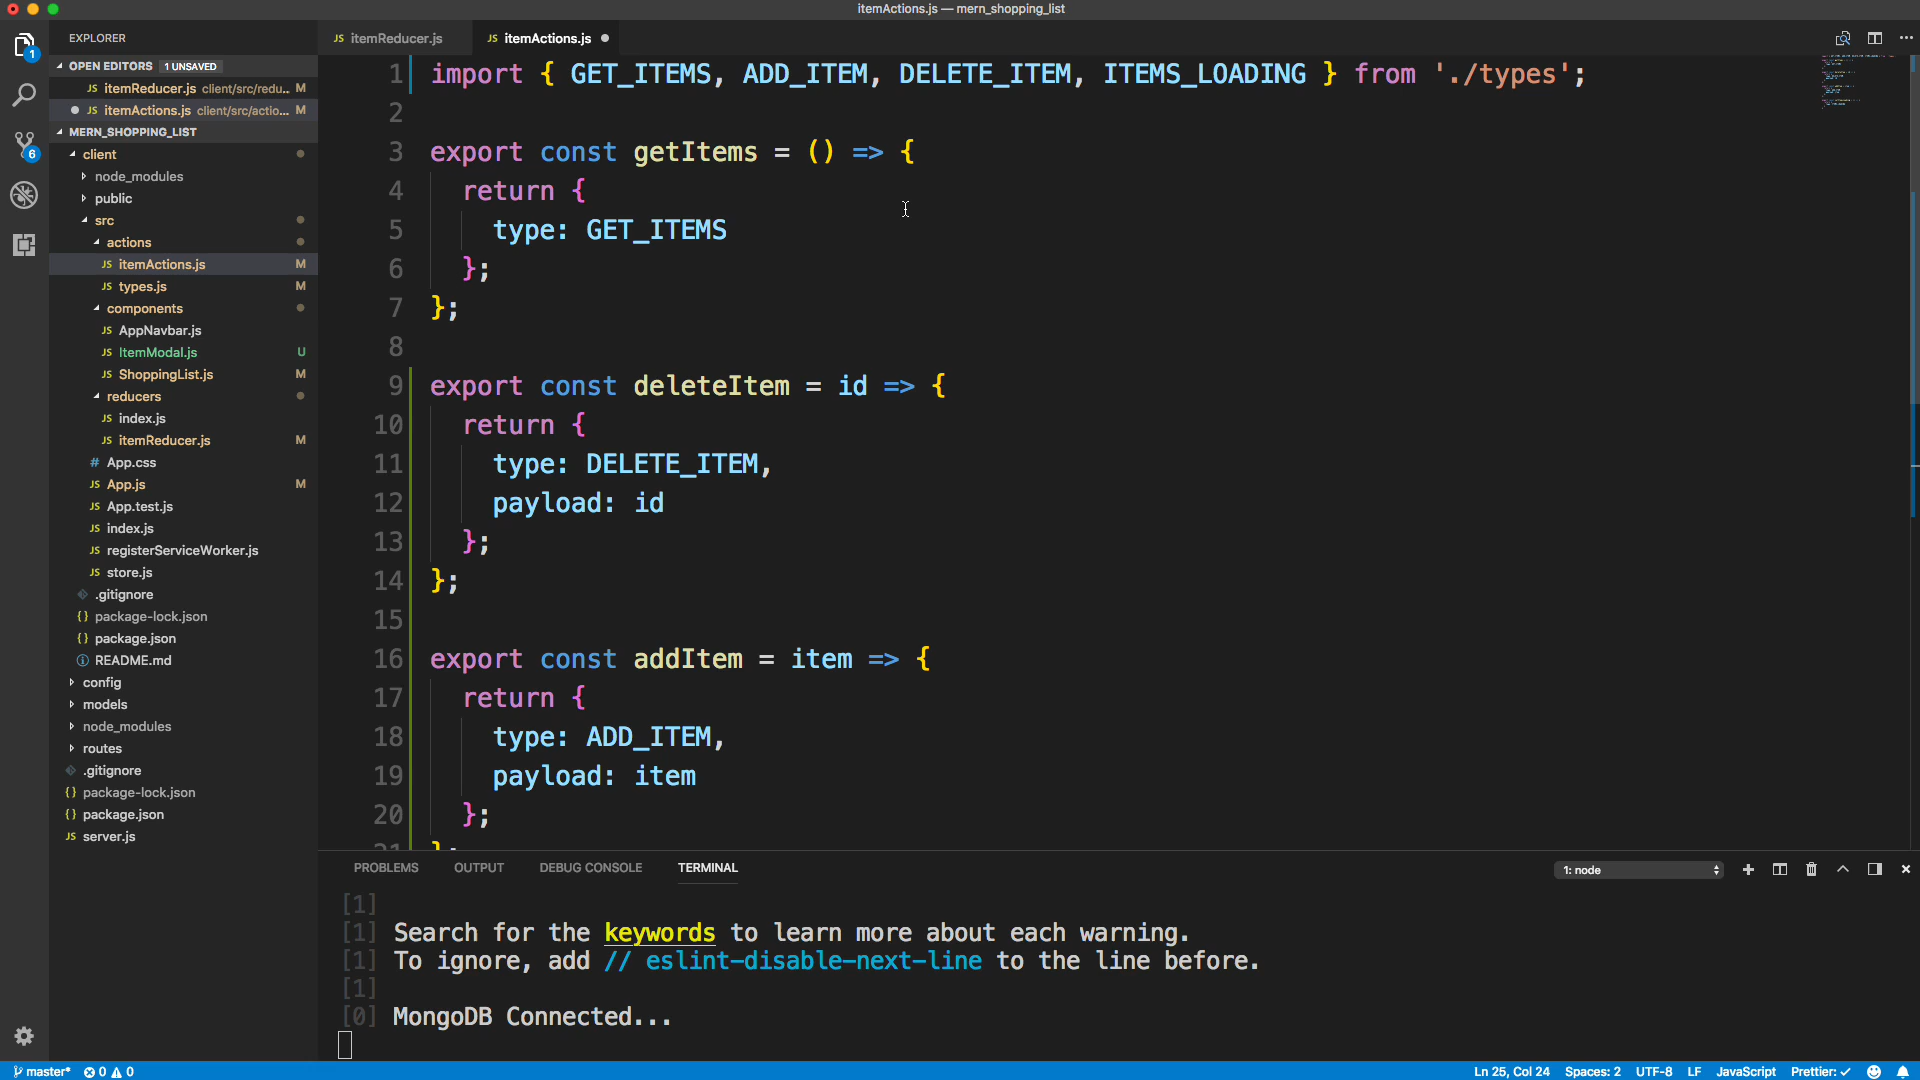 itemActions.js — mern_shopping_list
EXPLORER
OPEN EDITORS 1 UNSAVED
JS itemReducer.js client/src/redu... M
JS itemActions.js client/src/actio... M
MERN_SHOPPING_LIST
client
node_modules
public
src
actions
JS itemActions.js M
JS types.js M
components
JS AppNavbar.js
JS ItemModal.js U
JS ShoppingList.js M
reducers
JS index.js
JS itemReducer.js M
# App.css
JS App.js M
JS App.test.js
JS index.js
JS registerServiceWorker.js
JS store.js
.gitignore
{} package-lock.json
{} package.json
README.md
config
models
node_modules
routes
.gitignore
{} package-lock.json
{} package.json
JS server.js
1
6
JS itemReducer.js
JS itemActions.js
1 import { GET_ITEMS, ADD_ITEM, DELETE_ITEM, ITEMS_LOADING } from './types';
2
3 export const getItems = () => {
4 return {
5 type: GET_ITEMS
6 };
7 };
8
9 export const deleteItem = id => {
10 return {
11 type: DELETE_ITEM,
12 payload: id
13 };
14 };
15
16 export const addItem = item => {
17 return {
18 type: ADD_ITEM,
19 payload: item
20 };
21 };
PROBLEMS OUTPUT DEBUG CONSOLE TERMINAL
1: node
[1]
[1] Search for the keywords to learn more about each warning.
[1] To ignore, add // eslint-disable-next-line to the line before.
[1]
[0] MongoDB Connected...
master* 0 0
Ln 25, Col 24 Spaces: 2 UTF-8 LF JavaScript Prettier: ✓